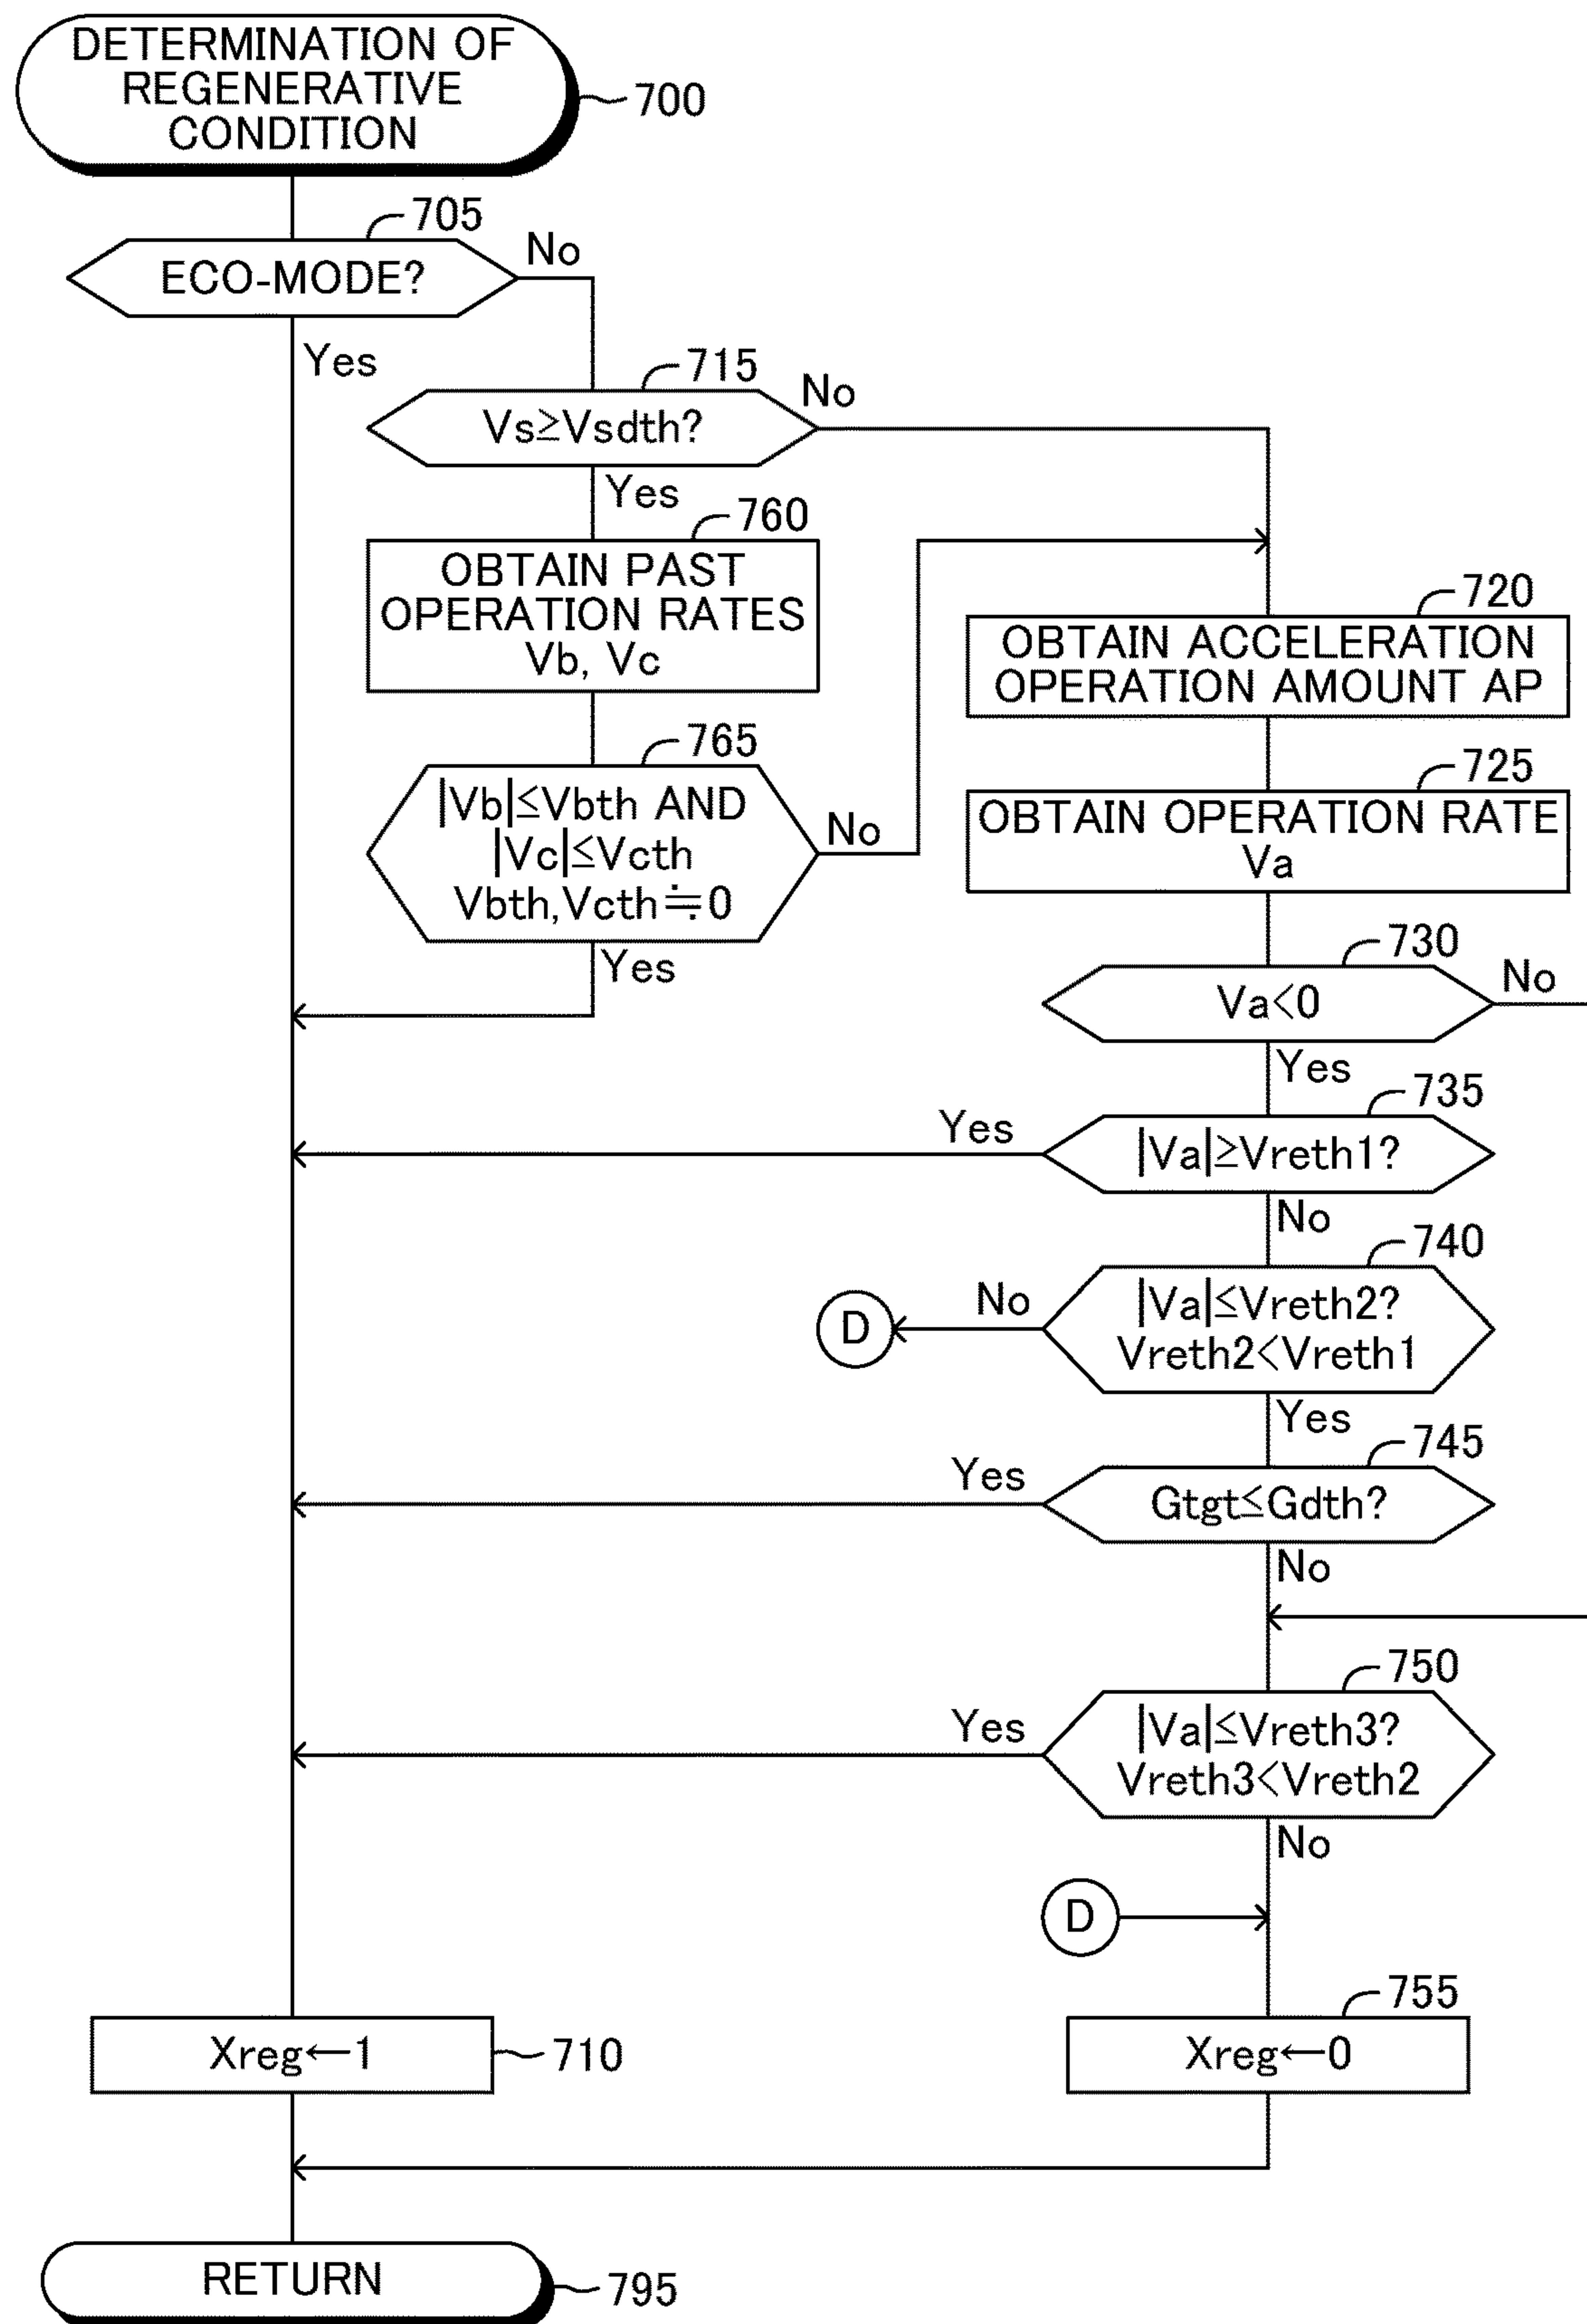 DETERMINATION OF
REGENERATIVE
CONDITION
700
705
ECO-MODE?
No
Yes
715
Vs≧Vsdth?
No
Yes
760
OBTAIN PAST
OPERATION RATES
Vb, Vc
720
OBTAIN ACCELERATION
OPERATION AMOUNT AP
765
|Vb|≦Vbth AND
|Vc|≦Vcth
Vbth,Vcth≒0
No
Yes
725
OBTAIN OPERATION RATE
Va
730
Va<0
No
Yes
735
|Va|≧Vreth1?
Yes
No
740
|Va|≦Vreth2?
Vreth2<Vreth1
No
D
Yes
745
Gtgt≦Gdth?
Yes
No
750
|Va|≦Vreth3?
Vreth3<Vreth2
Yes
No
D
755
Xreg←1
710
Xreg←0
RETURN
795